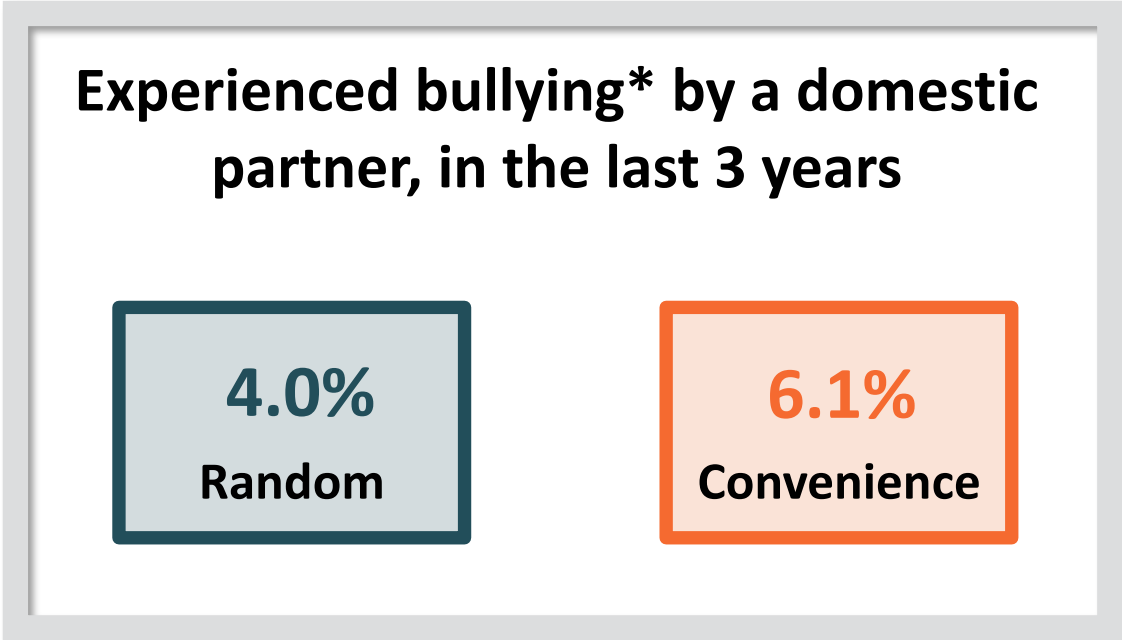 Experienced bullying* by a domestic
partner, in the last 3 years
4.0%
Random
6.1%
Convenience